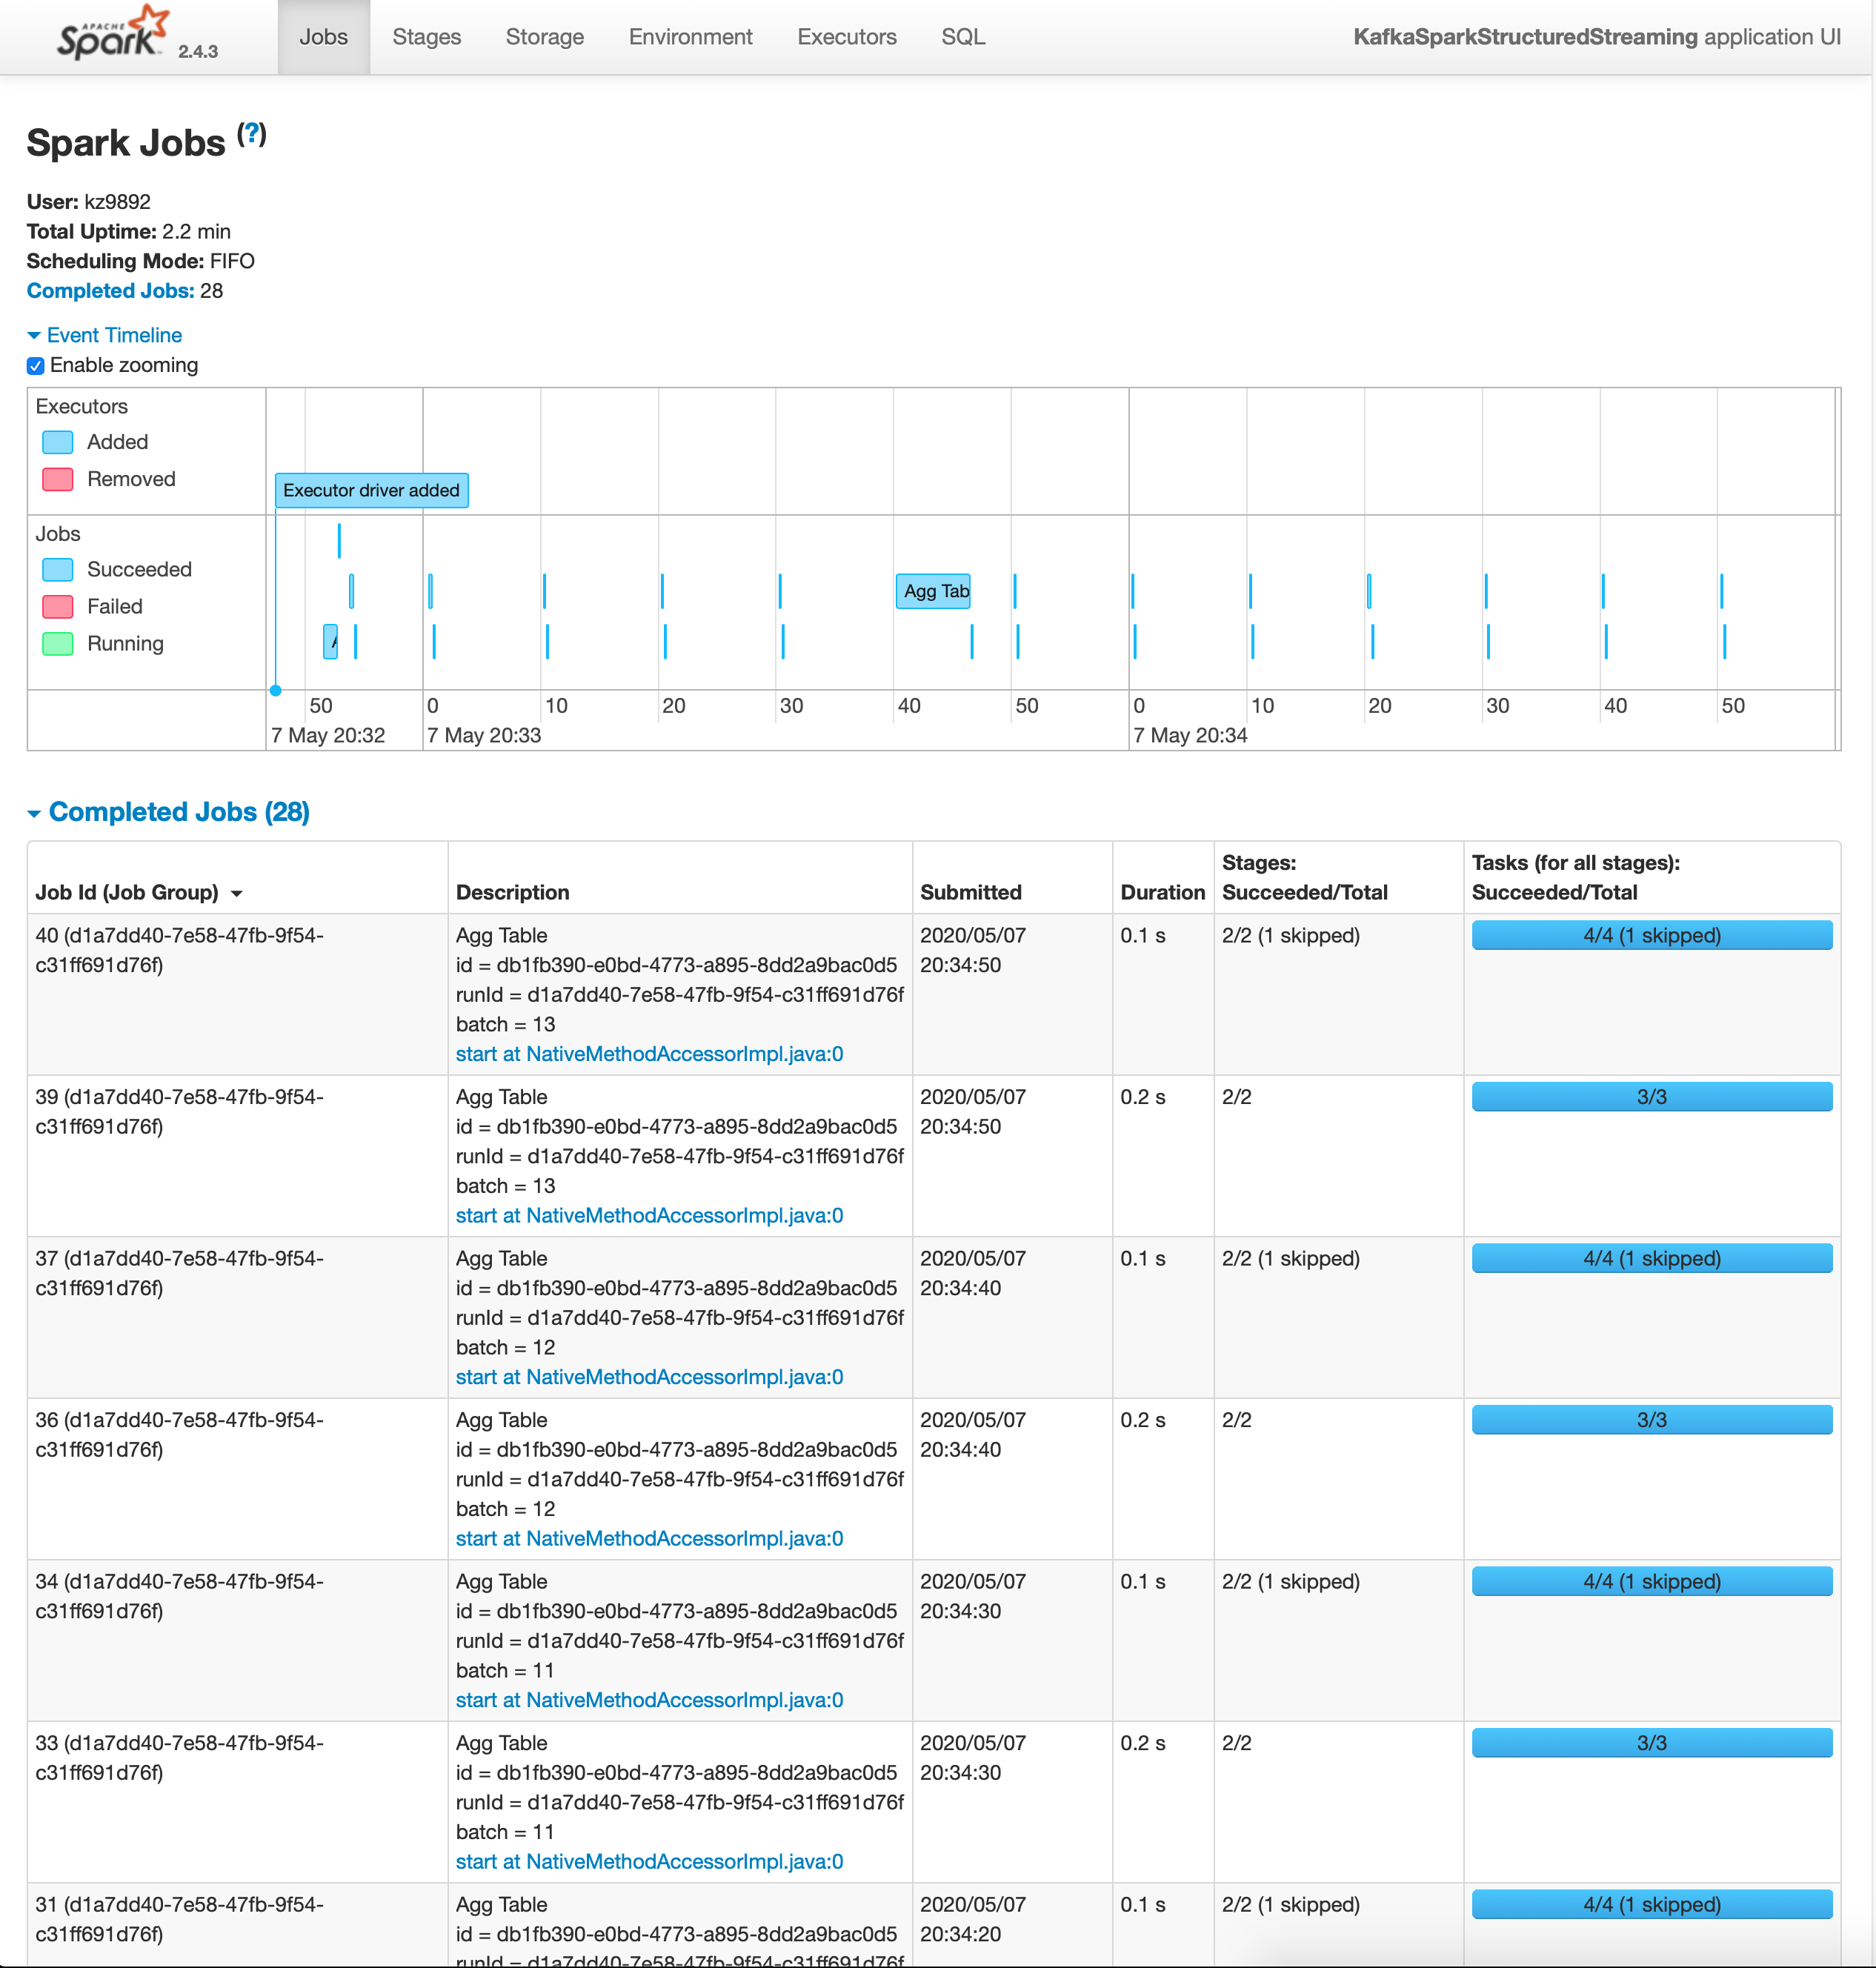 APACHE
Spark 2.4.3
Jobs Stages Storage Environment Executors SQL KafkaSparkStructuredStreaming application UI
Spark Jobs (?)
User: kz9892
Total Uptime: 2.2 min
Scheduling Mode: FIFO
Completed Jobs: 28
Event Timeline
Enable zooming
Executors
Added
Removed
Executor driver added
Jobs
Succeeded
Failed
Running
Agg Tab
A
50 0 10 20 30 40 50 0 10 20 30 40 50
7 May 20:32 7 May 20:33 7 May 20:34
Completed Jobs (28)
Job Id (Job Group) Description Submitted Duration Stages: Succeeded/Total Tasks (for all stages): Succeeded/Total
40 (d1a7dd40-7e58-47fb-9f54- Agg Table 2020/05/07 0.1 s 2/2 (1 skipped) 4/4 (1 skipped)
c31ff691d76f) id = db1fb390-e0bd-4773-a895-8dd2a9bac0d5 20:34:50
runId = d1a7dd40-7e58-47fb-9f54-c31ff691d76f
batch = 13
start at NativeMethodAccessorImpl.java:0
39 (d1a7dd40-7e58-47fb-9f54- Agg Table 2020/05/07 0.2 s 2/2 3/3
c31ff691d76f) id = db1fb390-e0bd-4773-a895-8dd2a9bac0d5 20:34:50
runId = d1a7dd40-7e58-47fb-9f54-c31ff691d76f
batch = 13
start at NativeMethodAccessorImpl.java:0
37 (d1a7dd40-7e58-47fb-9f54- Agg Table 2020/05/07 0.1 s 2/2 (1 skipped) 4/4 (1 skipped)
c31ff691d76f) id = db1fb390-e0bd-4773-a895-8dd2a9bac0d5 20:34:40
runId = d1a7dd40-7e58-47fb-9f54-c31ff691d76f
batch = 12
start at NativeMethodAccessorImpl.java:0
36 (d1a7dd40-7e58-47fb-9f54- Agg Table 2020/05/07 0.2 s 2/2 3/3
c31ff691d76f) id = db1fb390-e0bd-4773-a895-8dd2a9bac0d5 20:34:40
runId = d1a7dd40-7e58-47fb-9f54-c31ff691d76f
batch = 12
start at NativeMethodAccessorImpl.java:0
34 (d1a7dd40-7e58-47fb-9f54- Agg Table 2020/05/07 0.1 s 2/2 (1 skipped) 4/4 (1 skipped)
c31ff691d76f) id = db1fb390-e0bd-4773-a895-8dd2a9bac0d5 20:34:30
runId = d1a7dd40-7e58-47fb-9f54-c31ff691d76f
batch = 11
start at NativeMethodAccessorImpl.java:0
33 (d1a7dd40-7e58-47fb-9f54- Agg Table 2020/05/07 0.2 s 2/2 3/3
c31ff691d76f) id = db1fb390-e0bd-4773-a895-8dd2a9bac0d5 20:34:30
runId = d1a7dd40-7e58-47fb-9f54-c31ff691d76f
batch = 11
start at NativeMethodAccessorImpl.java:0
31 (d1a7dd40-7e58-47fb-9f54- Agg Table 2020/05/07 0.1 s 2/2 (1 skipped) 4/4 (1 skipped)
c31ff691d76f) id = db1fb390-e0bd-4773-a895-8dd2a9bac0d5 20:34:20
runId = d1a7dd40-7e58-47fb-9f54-c31ff691d76f